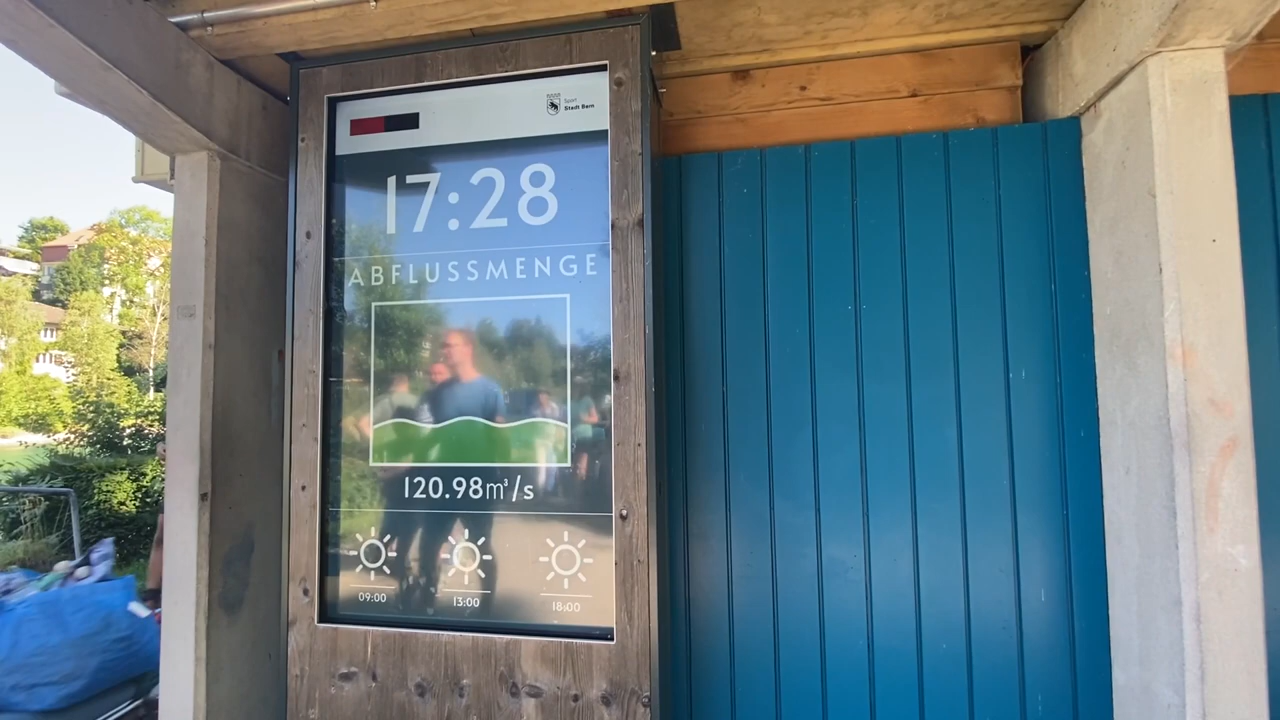 Sport
Stadt Bern
17:28
ABFLUSSMENGE
120.98m³/s
09:00 13:00 18:00